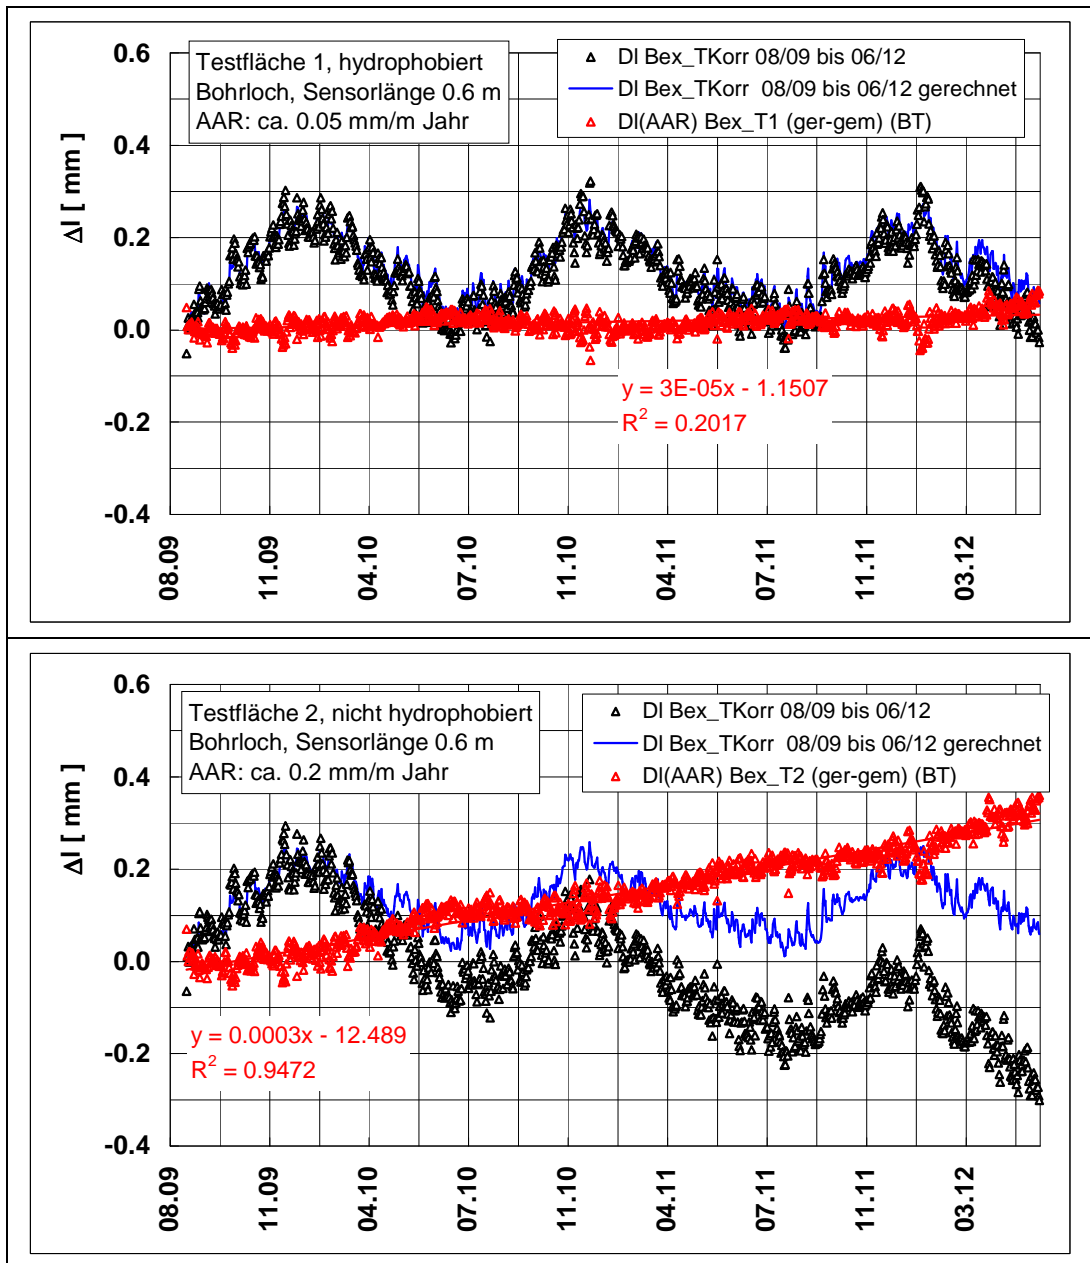 0.6
0.4
0.2
0.0
-0.2
-0.4
Δl [ mm ]
Testfläche 1, hydrophobiert
Bohrloch, Sensorlänge 0.6 m
AAR: ca. 0.05 mm/m Jahr
Dl Bex_TKorr 08/09 bis 06/12
Dl Bex_TKorr 08/09 bis 06/12 gerechnet
Dl(AAR) Bex_T1 (ger-gem) (BT)
y = 3E-05x - 1.1507
R² = 0.2017
08.09
11.09
04.10
07.10
11.10
04.11
07.11
11.11
03.12
0.6
0.4
0.2
0.0
-0.2
-0.4
Δl [ mm ]
Testfläche 2, nicht hydrophobiert
Bohrloch, Sensorlänge 0.6 m
AAR: ca. 0.2 mm/m Jahr
Dl Bex_TKorr 08/09 bis 06/12
Dl Bex_TKorr 08/09 bis 06/12 gerechnet
Dl(AAR) Bex_T2 (ger-gem) (BT)
y = 0.0003x - 12.489
R² = 0.9472
08.09
11.09
04.10
07.10
11.10
04.11
07.11
11.11
03.12